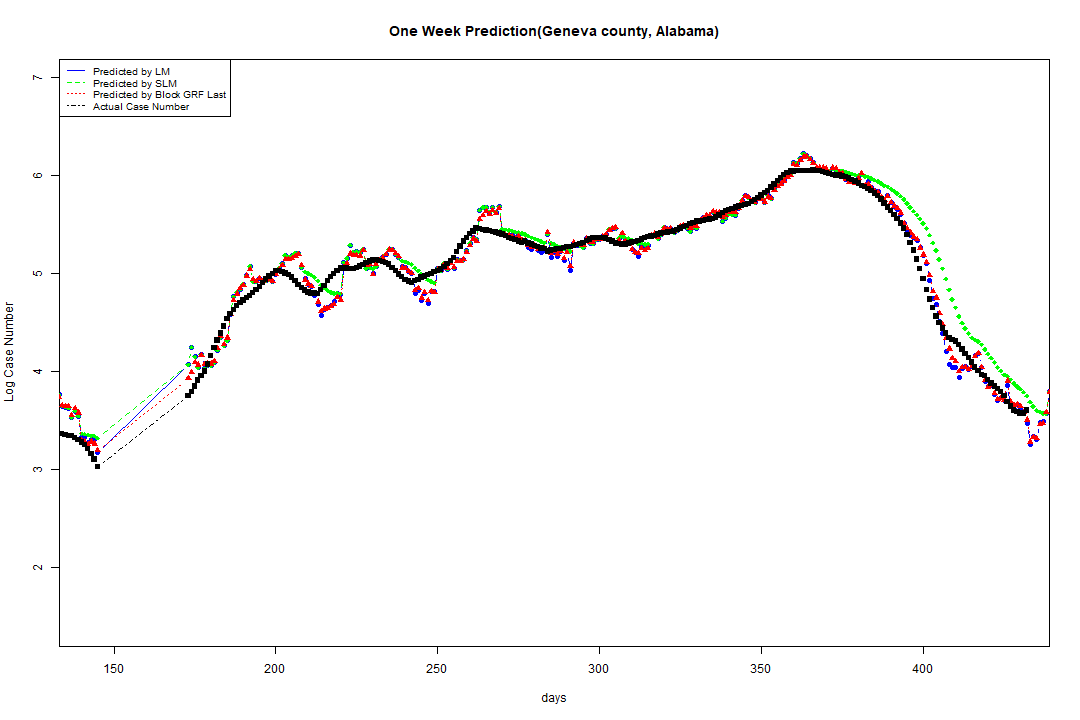 One Week Prediction(Geneva county, Alabama)
Predicted by LM
Predicted by SLM
Predicted by Block GRF Last
Actual Case Number
7
6
5
4
3
2
Log Case Number
150 200 250 300 350 400
days